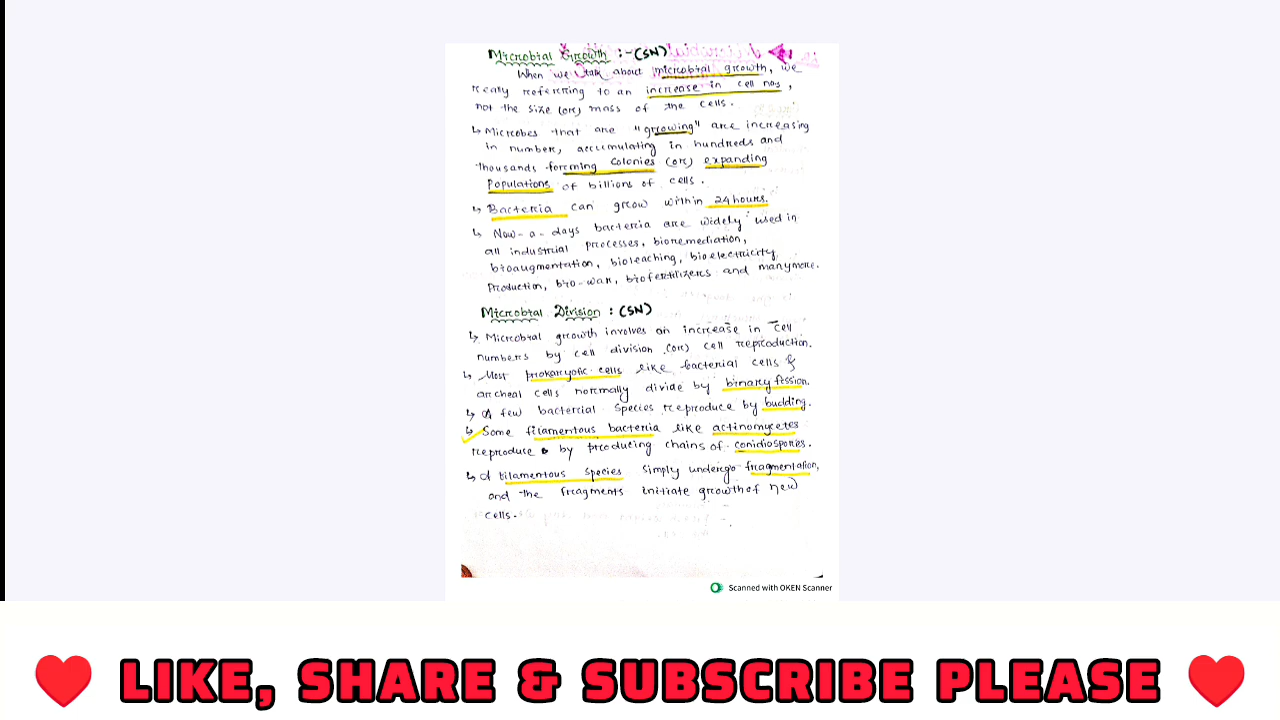 Microbial Growth :- (SN)
When we talk about microbial growth, we
really referring to an increase in cell nos,
not the size (or) mass of the cells.
↳ Microbes that are "growing" are increasing
in number, accumulating in hundreds and
thousands forming colonies (or) expanding
Populations of billions of cells.
↳ Bacteria can grow within 24 hours.
↳ Now-a-days bacteria are widely used in
all industrial processes, bioremediation,
bioaugmentation, bioleaching, bioelectricity
Production, bio-war, biofertilizers and manymore.
Microbial Division : (SN)
↳ Microbial growth involves an increase in cell
numbers by cell division (or) cell reproduction.
↳ Most prokaryotic cells like bacterial cells &
archeal cells normally divide by binary fission.
↳ A few bacterial species reproduce by budding.
↳ Some filamentous bacteria like actinomycetes
reproduce by producing chains of conidiospores.
↳ A filamentous species simply undergo fragmentation,
and the fragments initiate growth of new
cells.
Scanned with OKEN Scanner
LIKE, SHARE & SUBSCRIBE PLEASE